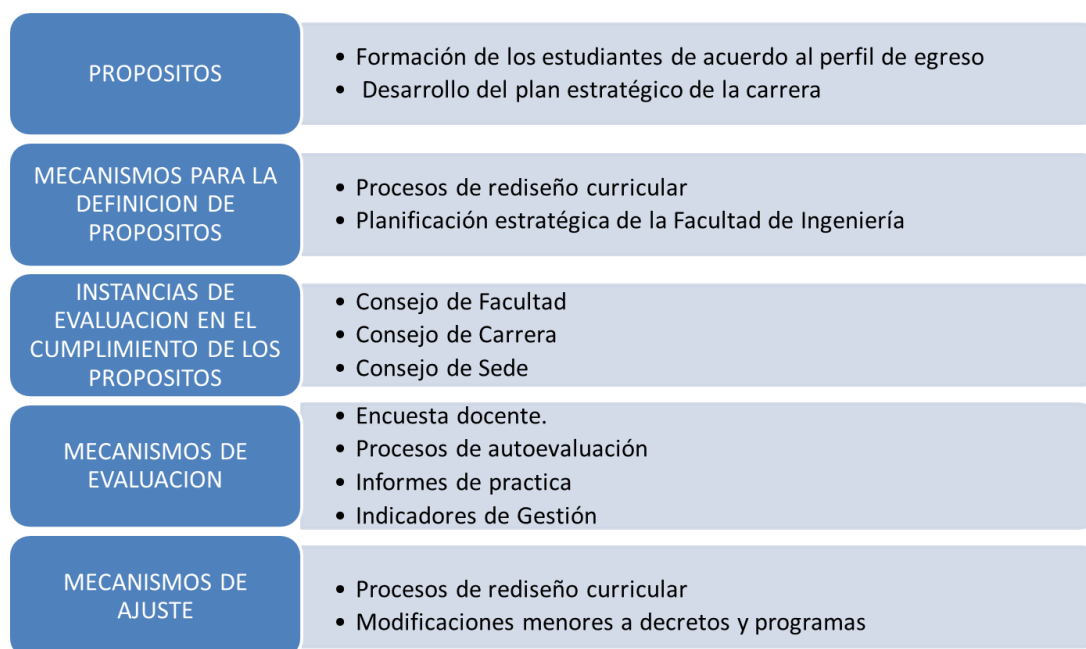 PROPOSITOS
• Formación de los estudiantes de acuerdo al perfil de egreso
• Desarrollo del plan estratégico de la carrera
MECANISMOS PARA LA
DEFINICION DE
PROPOSITOS
• Procesos de rediseño curricular
• Planificación estratégica de la Facultad de Ingeniería
INSTANCIAS DE
EVALUACION EN EL
CUMPLIMIENTO DE LOS
PROPOSITOS
• Consejo de Facultad
• Consejo de Carrera
• Consejo de Sede
MECANISMOS DE
EVALUACION
• Encuesta docente.
• Procesos de autoevaluación
• Informes de practica
• Indicadores de Gestión
MECANISMOS DE
AJUSTE
• Procesos de rediseño curricular
• Modificaciones menores a decretos y programas